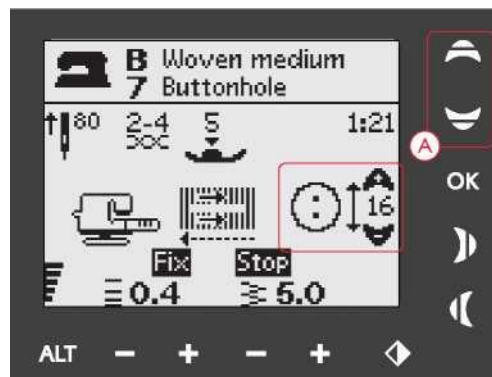 B Woven medium
7 Buttonhole
80 2-4 5 1:21
A
16
OK
Fix Stop
0.4 5.0
ALT - + - +